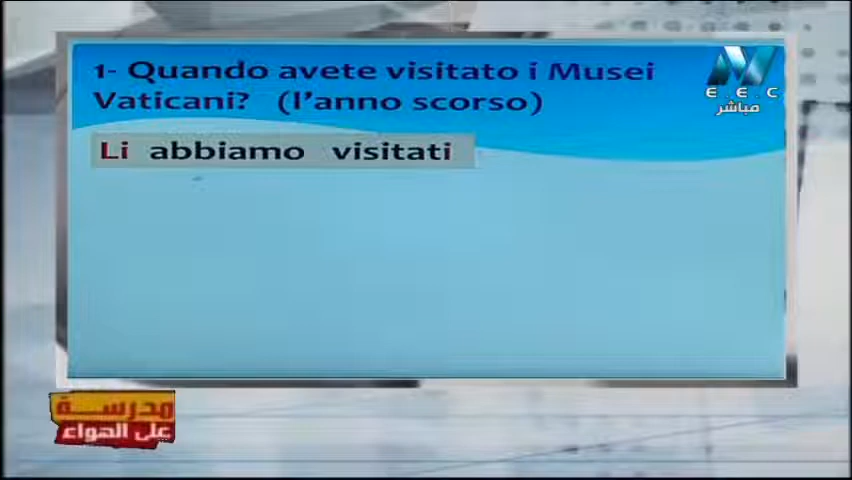 1- Quando avete visitato i Musei
Vaticani? (l'anno scorso)
E . E . C
مباشر
Li abbiamo visitati
مدرسة
على الهواء